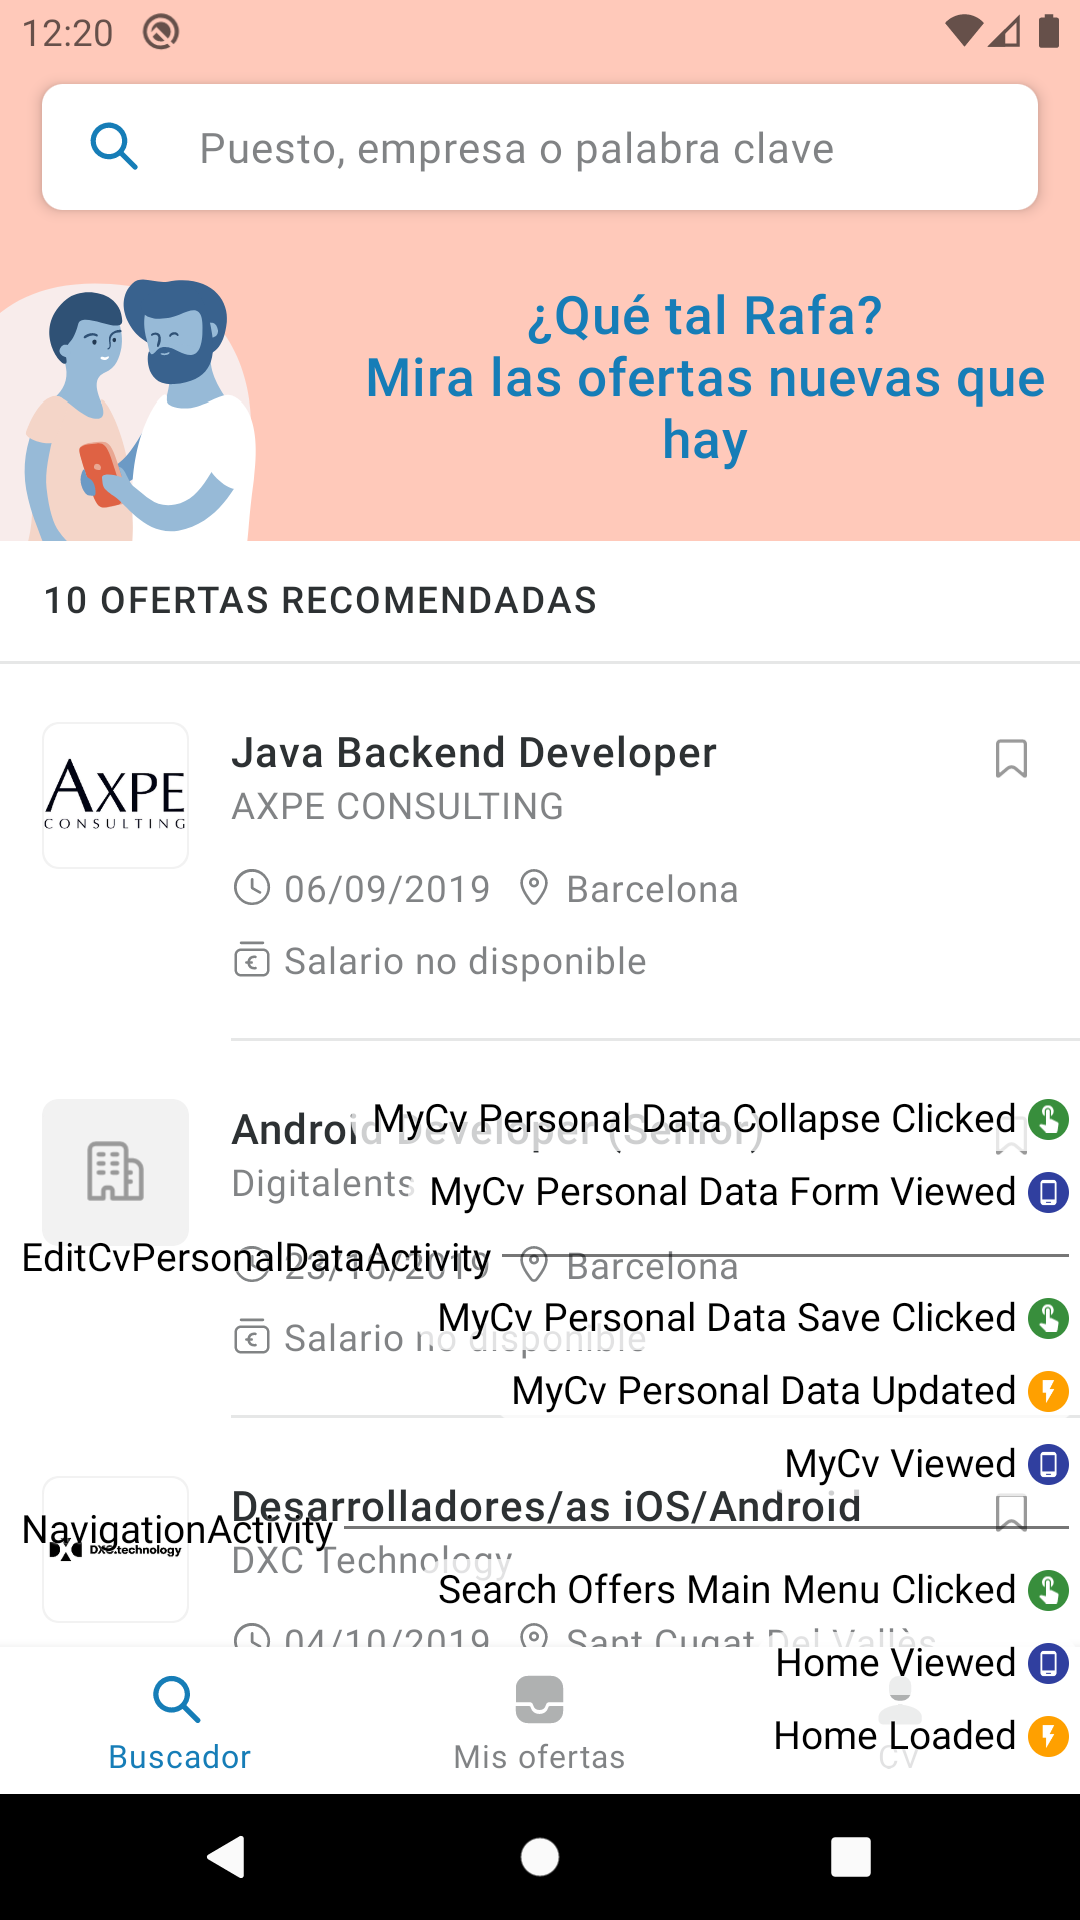 12:20
Puesto, empresa o palabra clave
¿Qué tal Rafa?
Mira las ofertas nuevas que
hay
10 OFERTAS RECOMENDADAS
AXPE
CONSULTING
Java Backend Developer
AXPE CONSULTING
06/09/2019 Barcelona
Salario no disponible
Android Developer (Senior)
MyCv Personal Data Collapse Clicked
Digitalents
MyCv Personal Data Form Viewed
EditCvPersonalDataActivity
23/10/2019 Barcelona
MyCv Personal Data Save Clicked
Salario no disponible
MyCv Personal Data Updated
MyCv Viewed
Desarrolladores/as iOS/Android
NavigationActivity
DXC.technology
DXC Technology
Search Offers Main Menu Clicked
04/10/2019 Sant Cugat Del Vallès
Home Viewed
Home Loaded
Buscador
Mis ofertas
CV